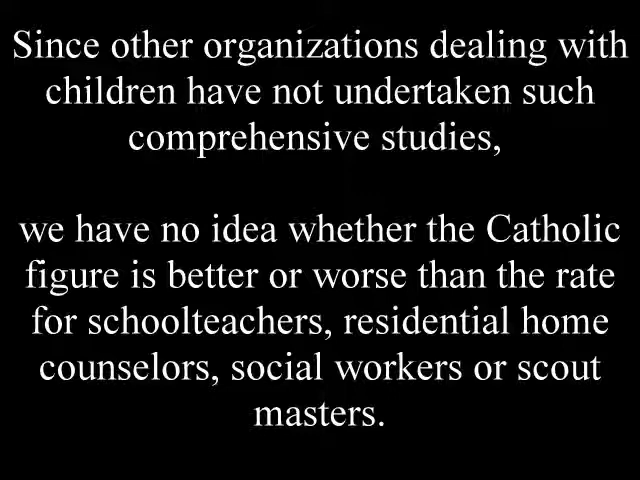 Since other organizations dealing with
children have not undertaken such
comprehensive studies,
we have no idea whether the Catholic
figure is better or worse than the rate
for schoolteachers, residential home
counselors, social workers or scout
masters.